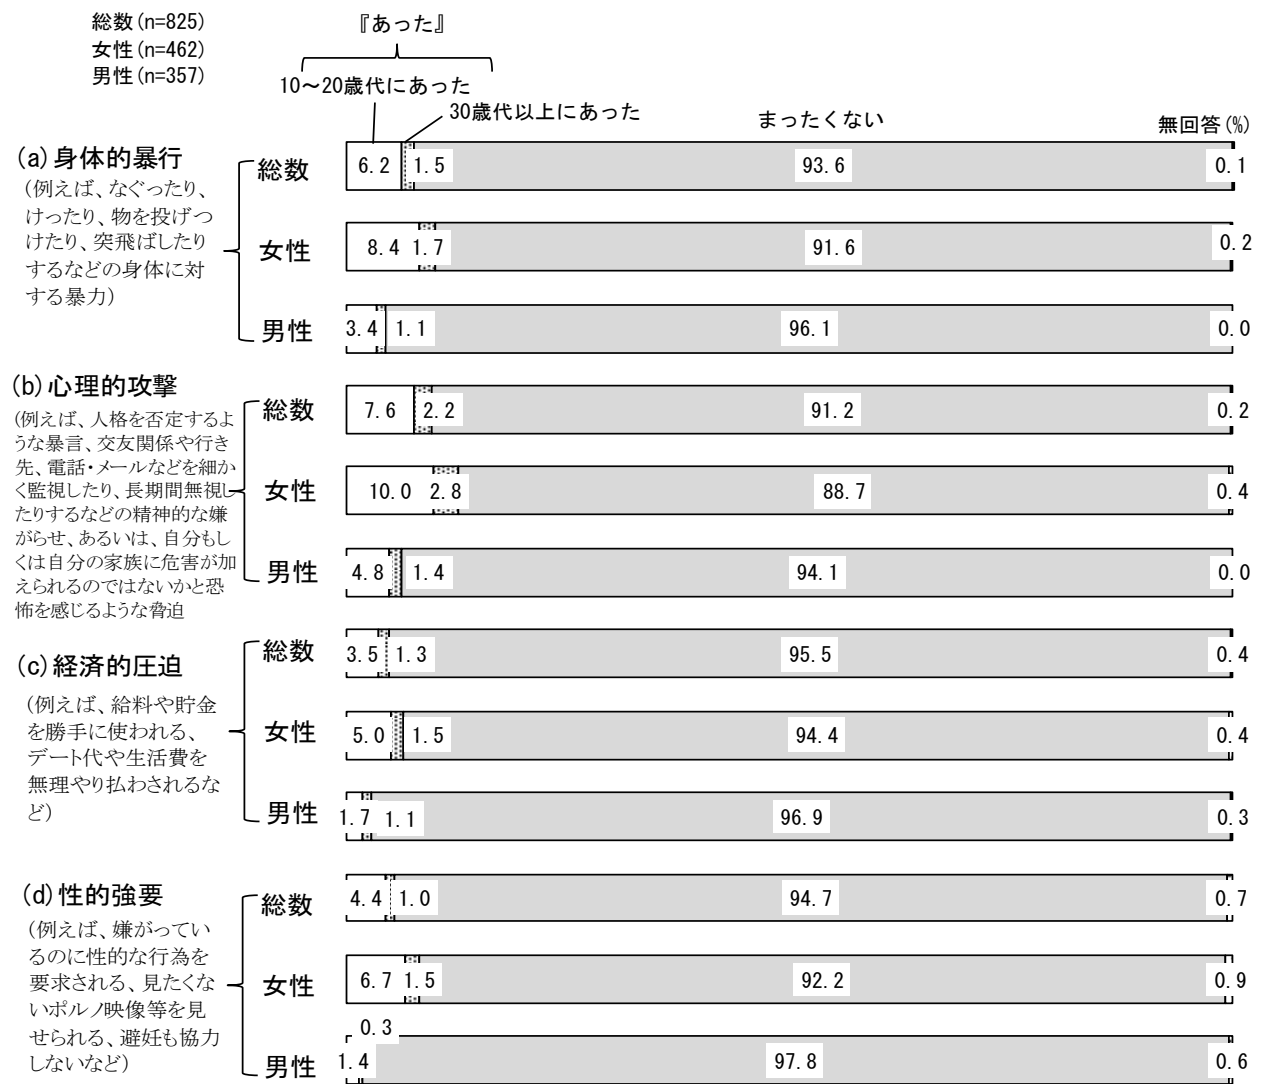 総数(n=825)
女性(n=462)
男性(n=357)
『あった』
10～20歳代にあった
30歳代以上にあった
まったくない
無回答(%)
(a)身体的暴行
(例えば、なぐったり、
けったり、物を投げつ
けたり、突飛ばしたり
するなどの身体に対
する暴力)
総数 6.2 1.5 93.6 0.1
女性 8.4 1.7 91.6 0.2
男性 3.4 1.1 96.1 0.0
(b)心理的攻撃
(例えば、人格を否定するよ
うな暴言、交友関係や行き
先、電話・メールなどを細か
く監視したり、長期間無視し
たりするなどの精神的な嫌
がらせ、あるいは、自分もし
くは自分の家族に危害が加
えられるのではないかと恐
怖を感じるような脅迫
総数 7.6 2.2 91.2 0.2
女性 10.0 2.8 88.7 0.4
男性 4.8 1.4 94.1 0.0
(c)経済的圧迫
(例えば、給料や貯金
を勝手に使われる、
デート代や生活費を
無理やり払わされるな
ど)
総数 3.5 1.3 95.5 0.4
女性 5.0 1.5 94.4 0.4
男性 1.7 1.1 96.9 0.3
(d)性的強要
(例えば、嫌がってい
るのに性的な行為を
要求される、見たくな
いポルノ映像等を見
せられる、避妊も協力
しないなど)
総数 4.4 1.0 94.7 0.7
女性 6.7 1.5 92.2 0.9
0.3
男性 1.4 97.8 0.6